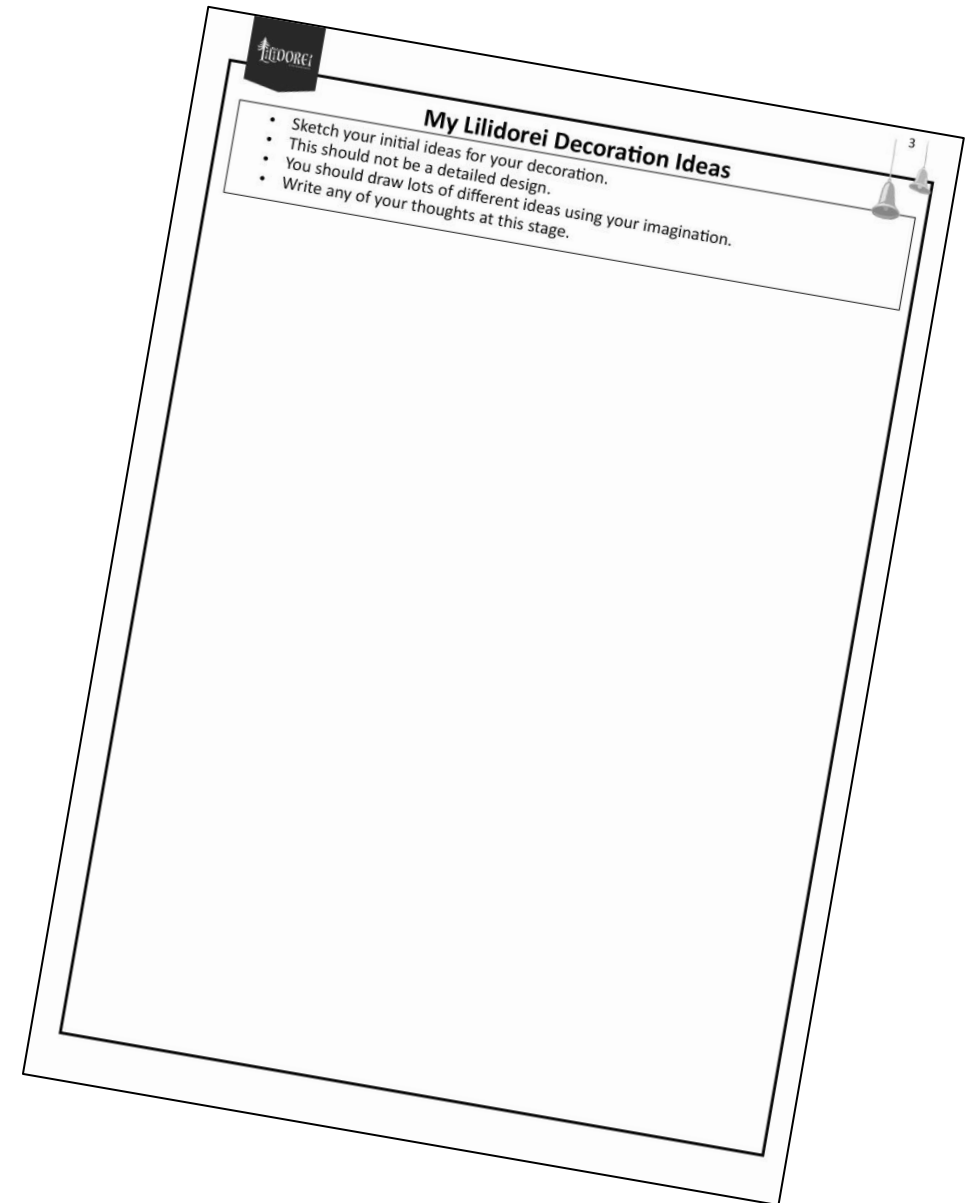 LILIDOREI
3
My Lilidorei Decoration Ideas
• Sketch your initial ideas for your decoration.
• This should not be a detailed design.
• You should draw lots of different ideas using your imagination.
• Write any of your thoughts at this stage.